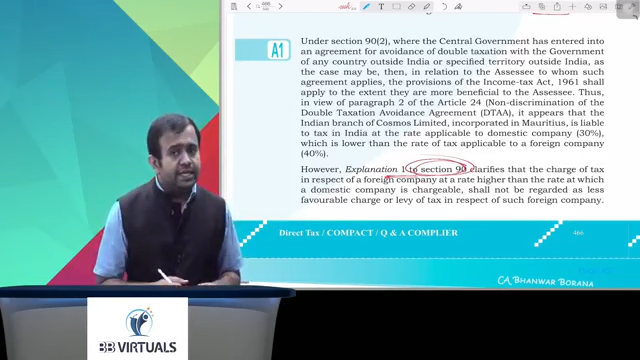 A1
Under section 90(2), where the Central Government has entered into
an agreement for avoidance of double taxation with the Government
of any country outside India or specified territory outside India, as
the case may be, then, in relation to the Assessee to whom such
agreement applies, the provisions of the Income-tax Act, 1961 shall
apply to the extent they are more beneficial to the Assessee. Thus,
in view of paragraph 2 of the Article 24 (Non-discrimination of
the Double Taxation Avoidance Agreement (DTAA), it appears that
the Indian branch of Cosmos Limited, incorporated in Mauritius, is
liable to tax in India at the rate applicable to domestic company (30%),
which is lower than the rate of tax applicable to a foreign company
(40%).
However, Explanation 1 to section 90 clarifies that the charge of tax
in respect of a foreign company at a rate higher than the rate at which
a domestic company is chargeable, shall not be regarded as less
favourable charge or levy of tax in respect of such foreign company.
Direct Tax / COMPACT / Q & A COMPLIER
466
CA BHANWAR BORANA
BB VIRTUALS